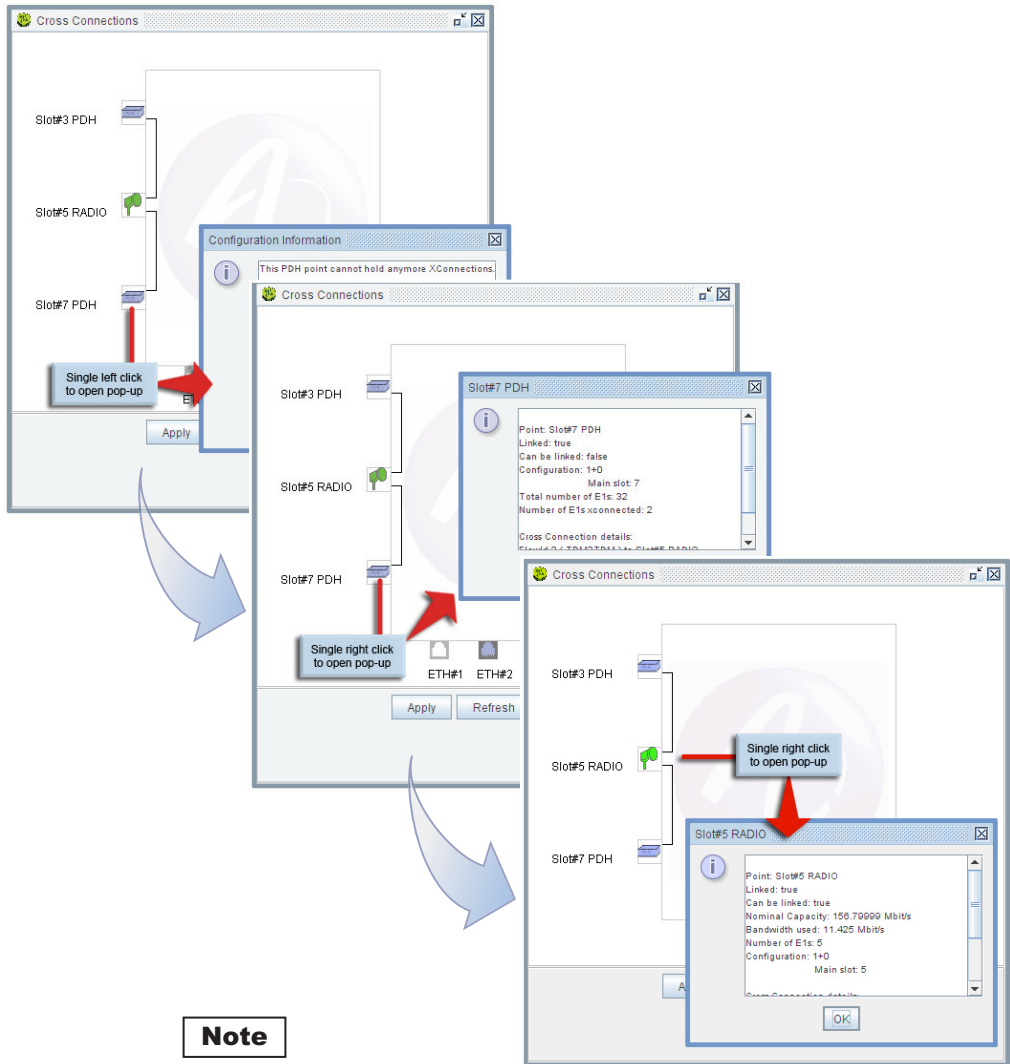 Cross Connections
Slot#3 PDH
Slot#5 RADIO
Slot#7 PDH
Single left click
to open pop-up
Apply
Configuration Information
This PDH point cannot hold anymore XConnections.
Cross Connections
Slot#3 PDH
Slot#5 RADIO
Slot#7 PDH
Single right click
to open pop-up
ETH#1 ETH#2
Apply Refresh
Slot#7 PDH
Point: Slot#7 PDH
Linked: true
Can be linked: false
Configuration: 1+0
Main slot: 7
Total number of E1s: 32
Number of E1s xconnected: 2
Cross Connection details:
Cross Connections
Slot#3 PDH
Slot#5 RADIO
Slot#7 PDH
Single right click
to open pop-up
Slot#5 RADIO
Point: Slot#5 RADIO
Linked: true
Can be linked: true
Nominal Capacity: 156.79999 Mbit/s
Bandwidth used: 11.425 Mbit/s
Number of E1s: 5
Configuration: 1+0
Main slot: 5
Cross Connection details:
OK
Note